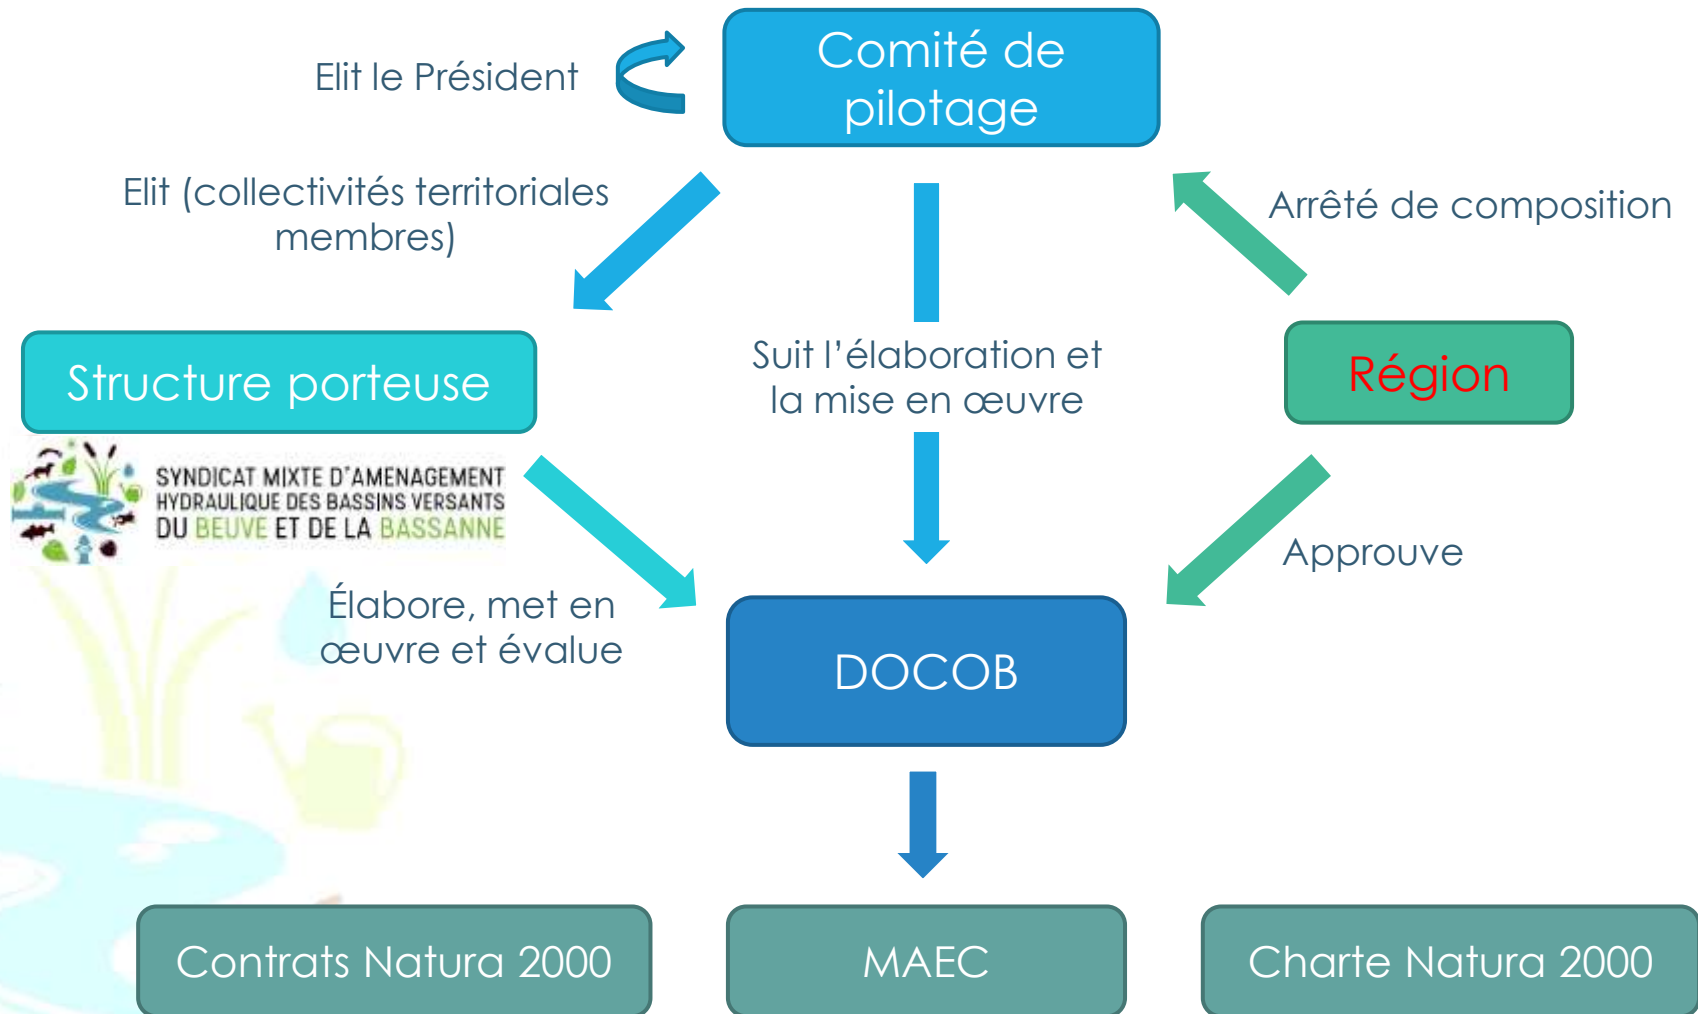 Comité de
pilotage
Elit le Président
Elit (collectivités territoriales
membres)
Arrêté de composition
Structure porteuse
Suit l’élaboration et
la mise en œuvre
Région
SYNDICAT MIXTE D'AMENAGEMENT
HYDRAULIQUE DES BASSINS VERSANTS
DU BEUVE ET DE LA BASSANNE
Élabore, met en
œuvre et évalue
Approuve
DOCOB
Contrats Natura 2000
MAEC
Charte Natura 2000